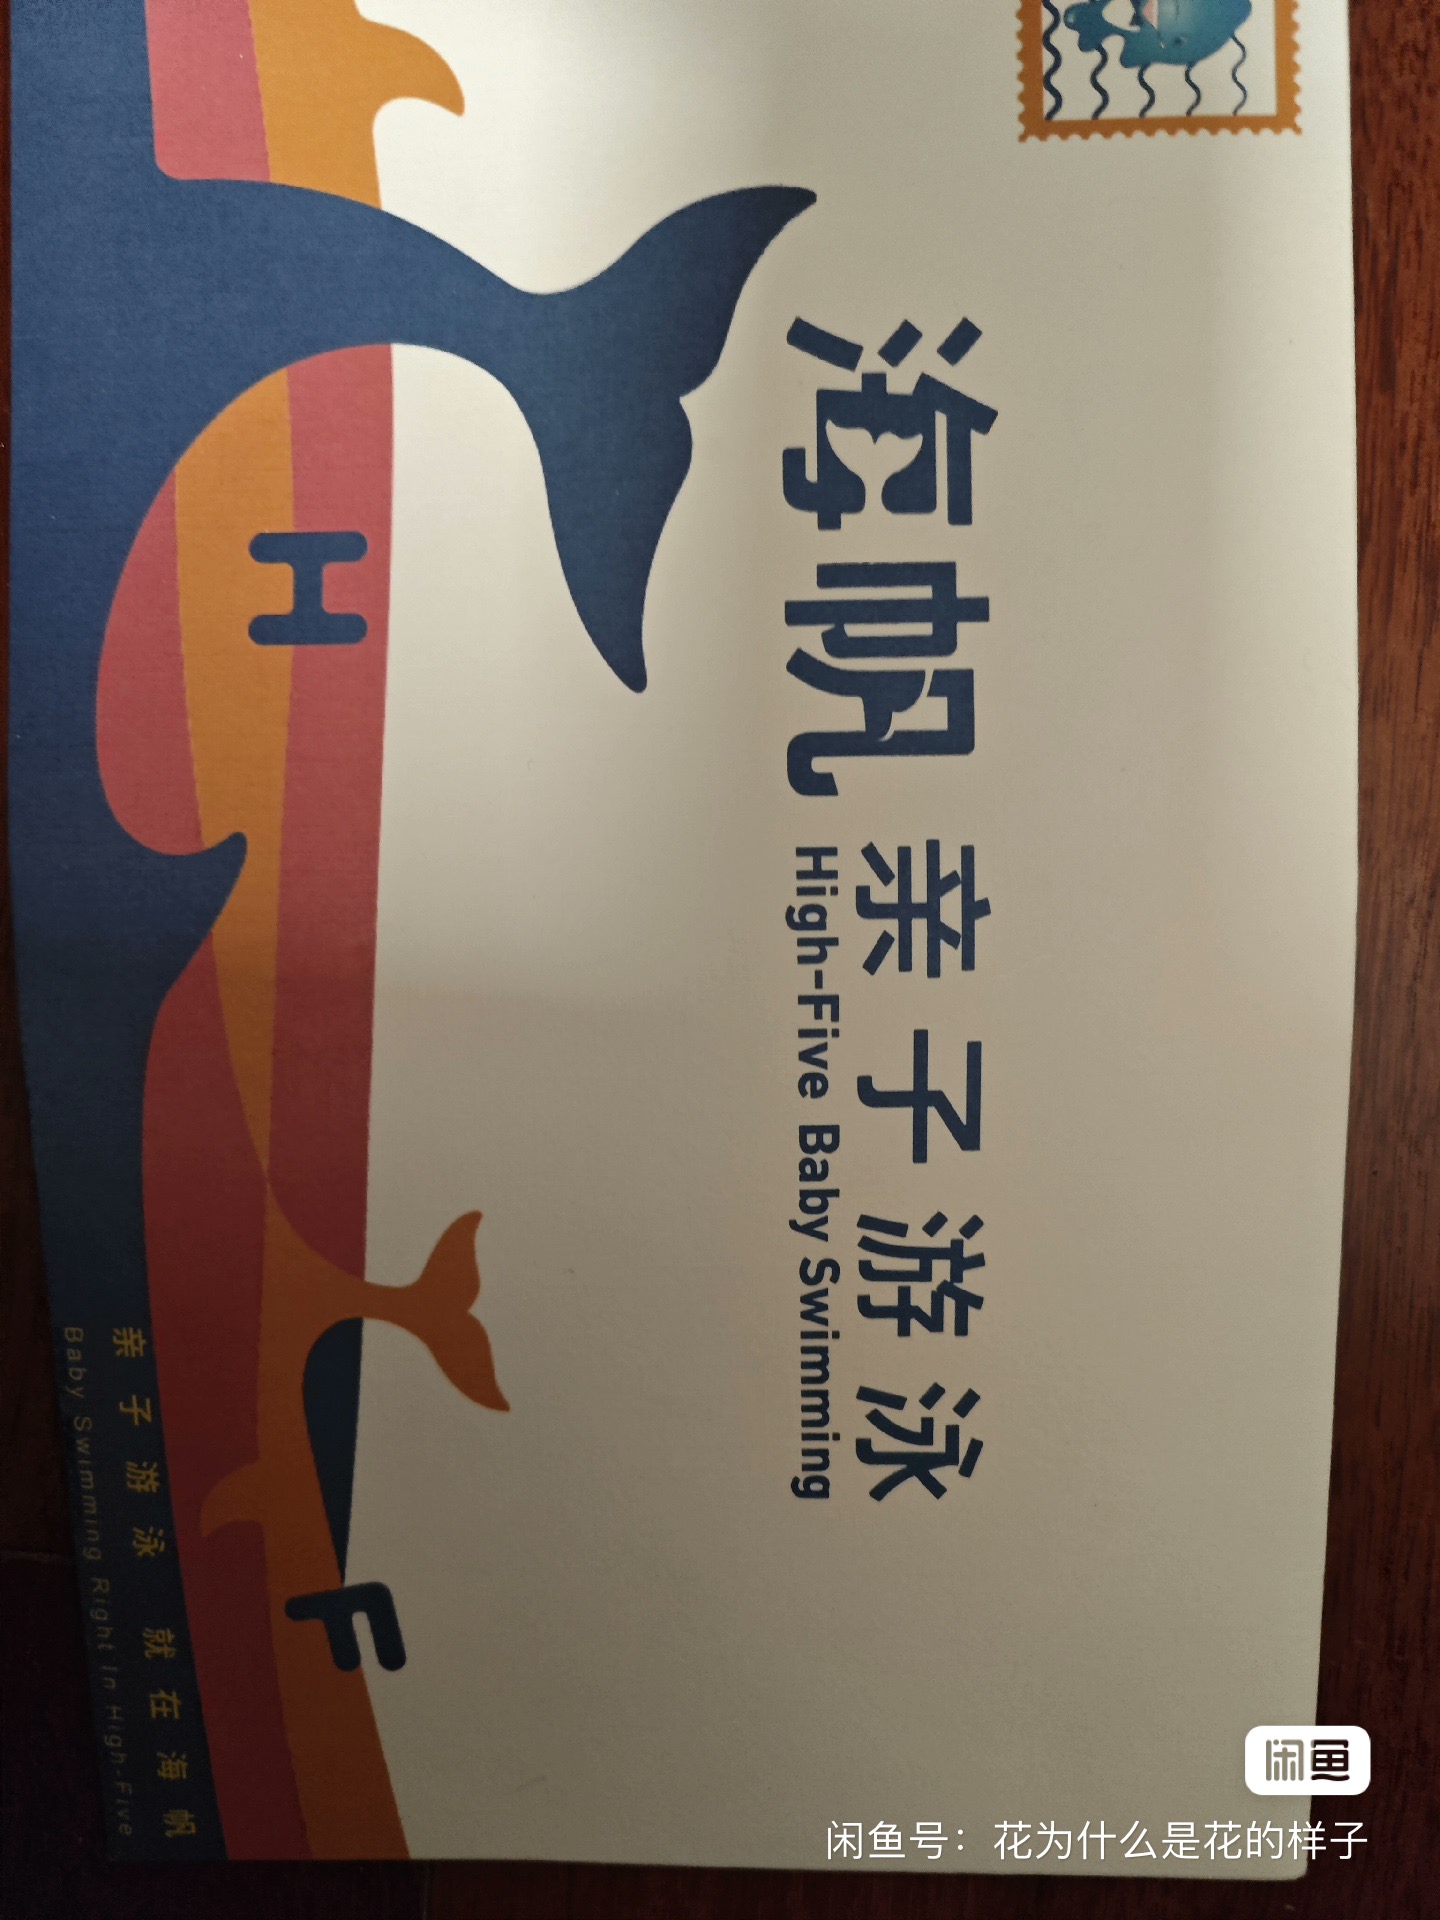 海帆 亲子游泳
High-Five Baby Swimming
H
F
亲子游泳 就在海帆
Baby Swimming Right In High-Five
闲鱼
闲鱼号：花为什么是花的样子